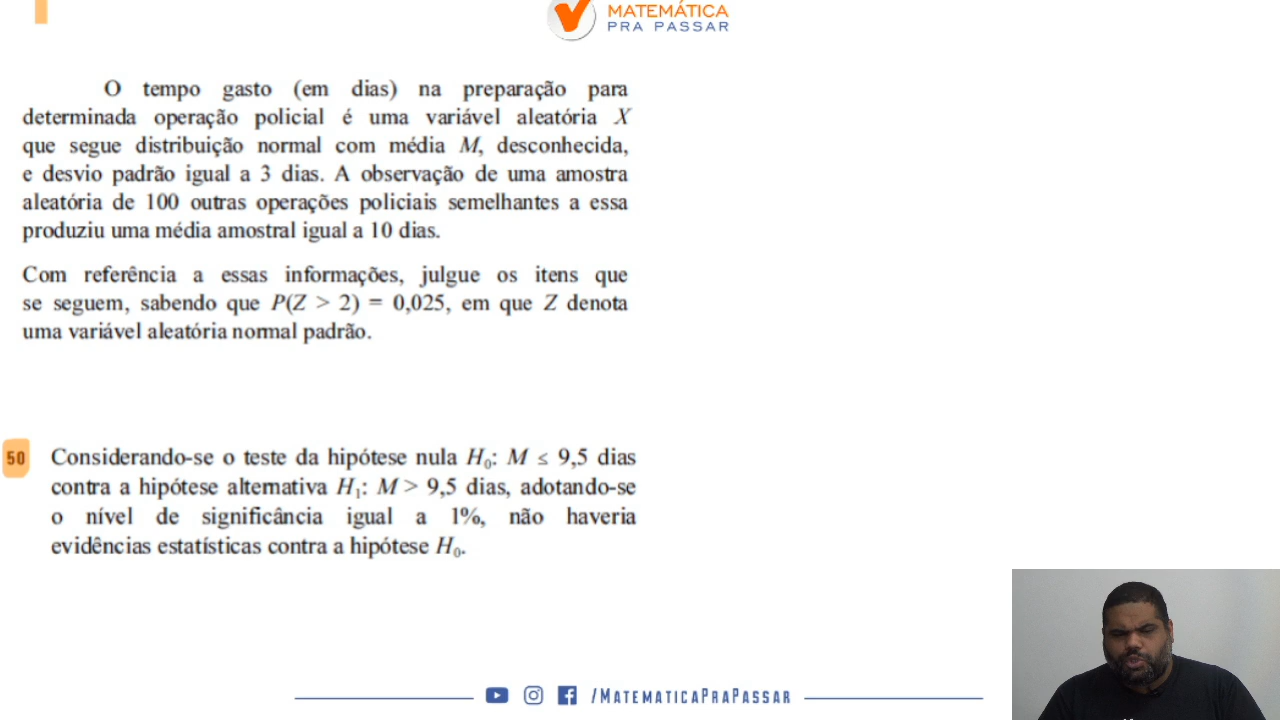 MATEMÁTICA
PRA PASSAR
O tempo gasto (em dias) na preparação para
determinada operação policial é uma variável aleatória X
que segue distribuição normal com média M, desconhecida,
e desvio padrão igual a 3 dias. A observação de uma amostra
aleatória de 100 outras operações policiais semelhantes a essa
produziu uma média amostral igual a 10 dias.
Com referência a essas informações, julgue os itens que
se seguem, sabendo que P(Z > 2) = 0,025, em que Z denota
uma variável aleatória normal padrão.
50 Considerando-se o teste da hipótese nula H₀: M ≤ 9,5 dias
contra a hipótese alternativa H₁: M > 9,5 dias, adotando-se
o nível de significância igual a 1%, não haveria
evidências estatísticas contra a hipótese H₀.
/MATEMATICAPRAPASSAR